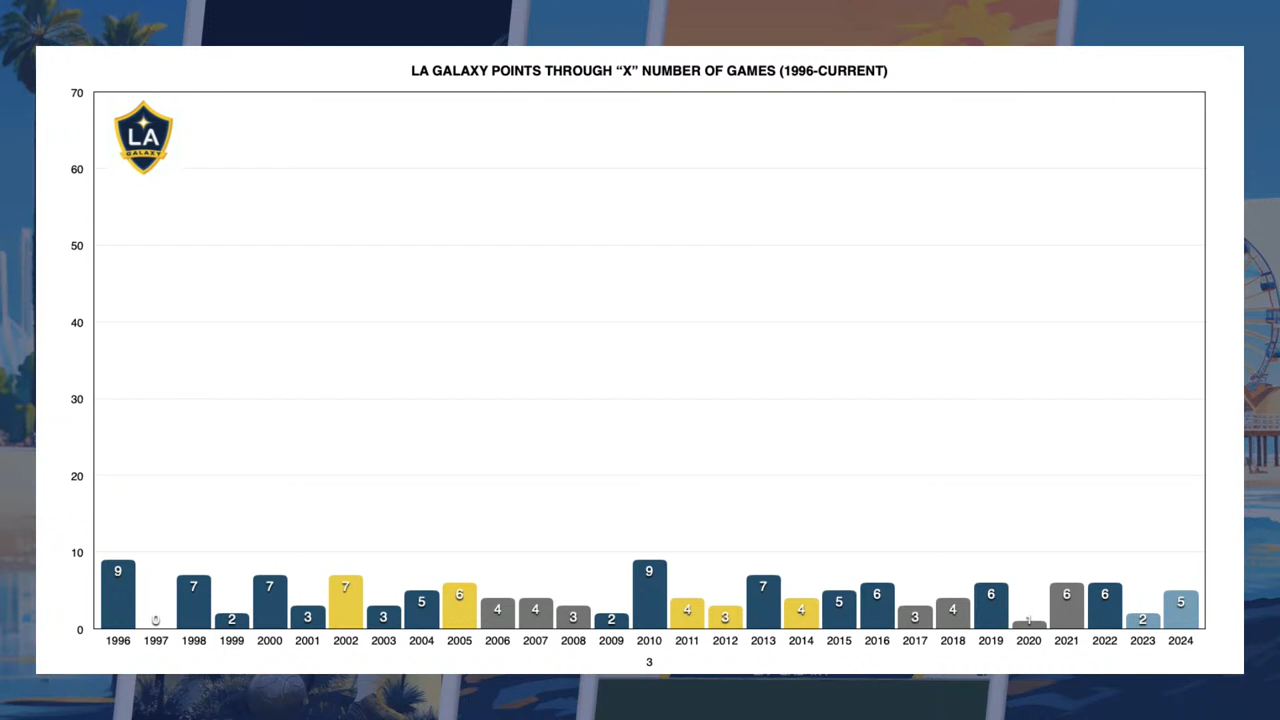 LA GALAXY POINTS THROUGH “X” NUMBER OF GAMES (1996-CURRENT)
70
LA
GALAXY
60
50
40
30
20
10
0
9 0 7 2 7 3 7 3 5 6 4 4 3 2 9 4 3 7 4 5 6 3 4 6 1 6 6 2 5
1996 1997 1998 1999 2000 2001 2002 2003 2004 2005 2006 2007 2008 2009 2010 2011 2012 2013 2014 2015 2016 2017 2018 2019 2020 2021 2022 2023 2024
3